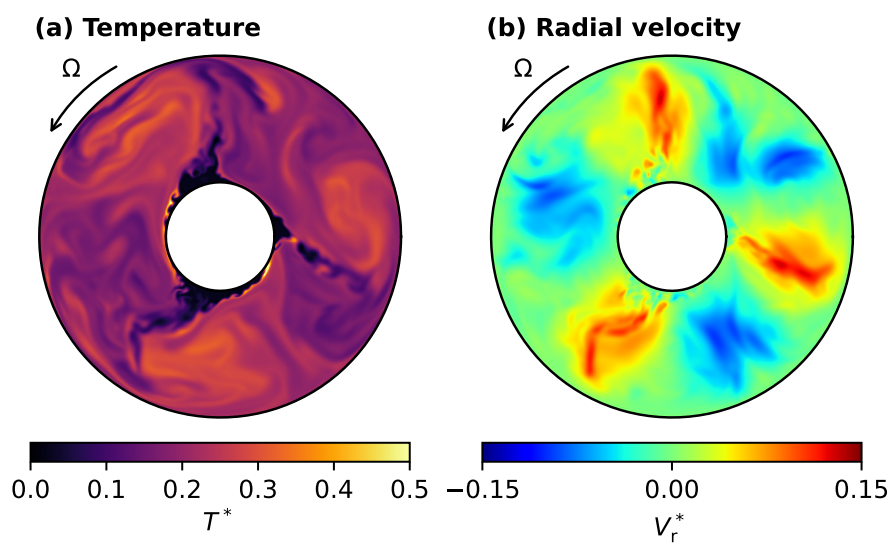 (a) Temperature
(b) Radial velocity
Ω
Ω
0.0 0.1 0.2 0.3 0.4 0.5
T*
−0.15 0.00 0.15
V_r^*